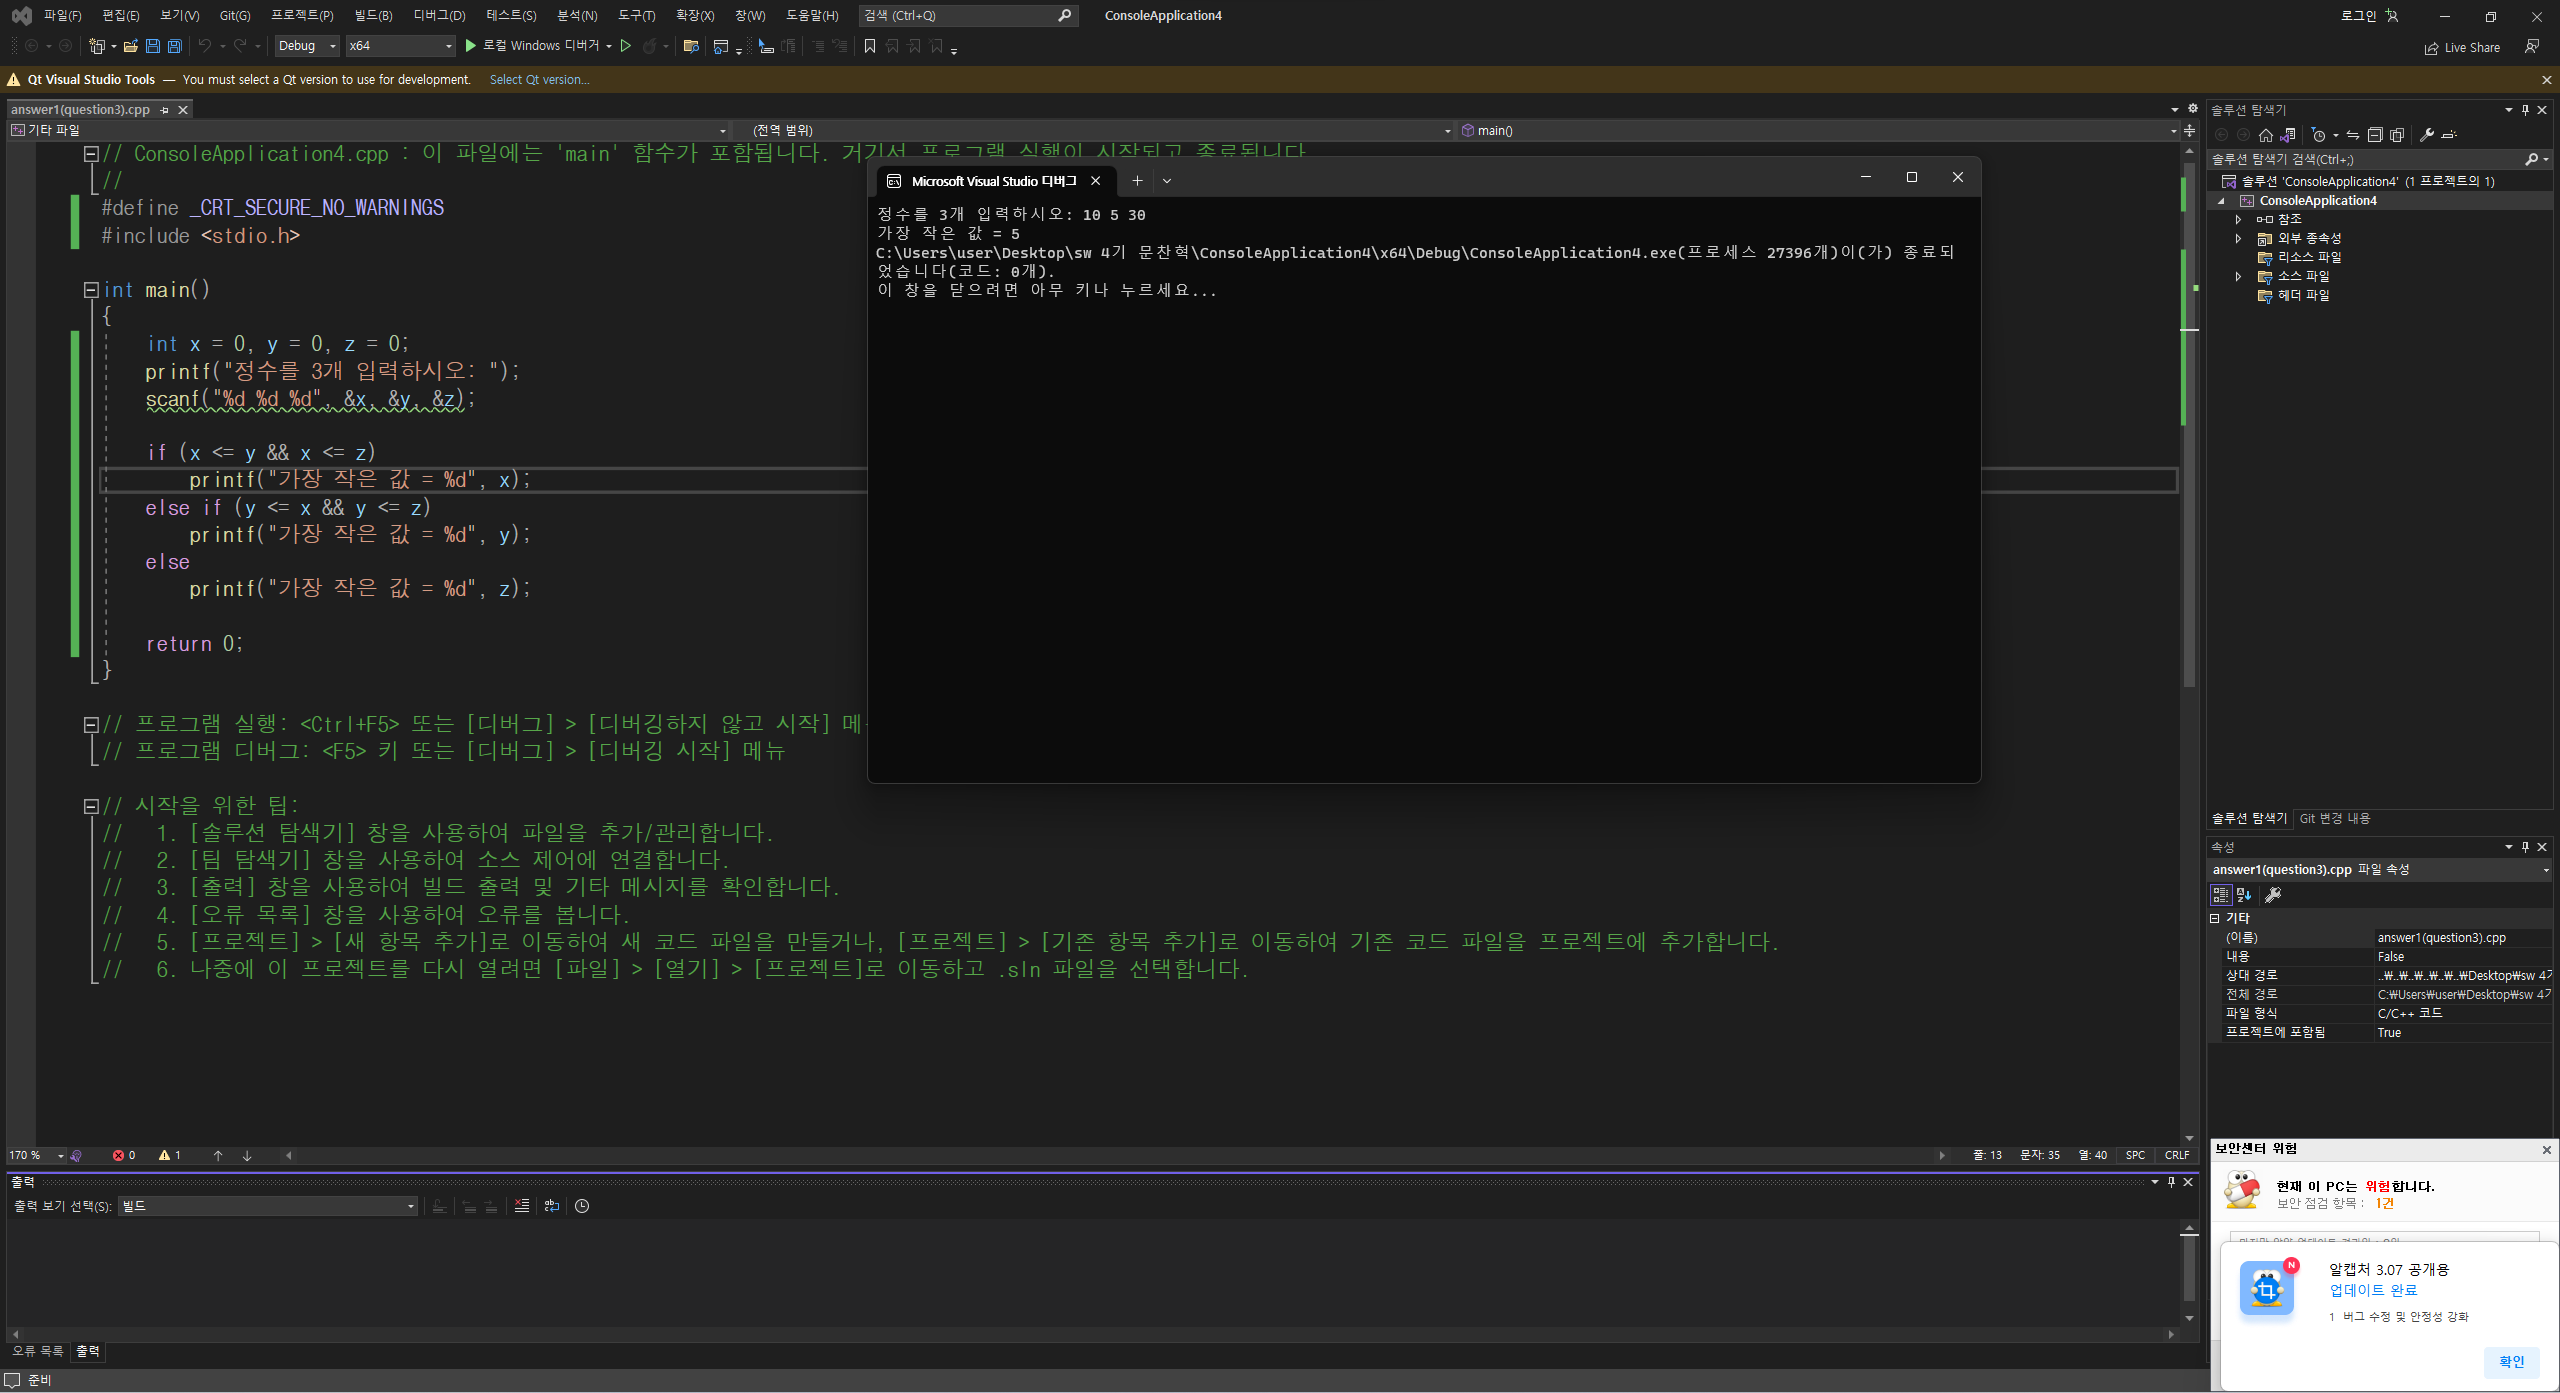 파일(F) 편집(E) 보기(V) Git(G) 프로젝트(P) 빌드(B) 디버그(D) 테스트(S) 분석(N) 도구(T) 확장(X) 창(W) 도움말(H) 검색 (Ctrl+Q) ConsoleApplication4 로그인
Debug x64 로컬 Windows 디버거 Live Share
Qt Visual Studio Tools — You must select a Qt version to use for development. Select Qt version...
answer1(question3).cpp
기타 파일 (전역 범위) main()
// ConsoleApplication4.cpp : 이 파일에는 'main' 함수가 포함됩니다. 거기서 프로그램 실행이 시작되고 종료됩니다
//
#define _CRT_SECURE_NO_WARNINGS
#include <stdio.h>
int main()
{
int x = 0, y = 0, z = 0;
printf("정수를 3개 입력하시오: ");
scanf("%d %d %d", &x, &y, &z);
if (x <= y && x <= z)
printf("가장 작은 값 = %d", x);
else if (y <= x && y <= z)
printf("가장 작은 값 = %d", y);
else
printf("가장 작은 값 = %d", z);
return 0;
}
// 프로그램 실행: <Ctrl+F5> 또는 [디버그] > [디버깅하지 않고 시작]
// 프로그램 디버그: <F5> 키 또는 [디버그] > [디버깅 시작] 메뉴
// 시작을 위한 팁:
// 1. [솔루션 탐색기] 창을 사용하여 파일을 추가/관리합니다.
// 2. [팀 탐색기] 창을 사용하여 소스 제어에 연결합니다.
// 3. [출력] 창을 사용하여 빌드 출력 및 기타 메시지를 확인합니다.
// 4. [오류 목록] 창을 사용하여 오류를 봅니다.
// 5. [프로젝트] > [새 항목 추가]로 이동하여 새 코드 파일을 만들거나, [프로젝트] > [기존 항목 추가]로 이동하여 기존 코드 파일을 프로젝트에 추가합니다.
// 6. 나중에 이 프로젝트를 다시 열려면 [파일] > [열기] > [프로젝트]로 이동하고 .sln 파일을 선택합니다.
Microsoft Visual Studio 디버그
정수를 3개 입력하시오: 10 5 30
가장 작은 값 = 5
C:\Users\user\Desktop\sw 4기 문찬혁\ConsoleApplication4\x64\Debug\ConsoleApplication4.exe(프로세스 27396개)이(가) 종료되
었습니다(코드: 0개).
이 창을 닫으려면 아무 키나 누르세요...
170 % 0 1 줄: 13 문자: 35 열: 40 SPC CRLF
출력
출력 보기 선택(S): 빌드
오류 목록 출력
준비
솔루션 탐색기
솔루션 탐색기 검색(Ctrl+;)
솔루션 'ConsoleApplication4' (1 프로젝트의 1)
ConsoleApplication4
참조
외부 종속성
리소스 파일
소스 파일
헤더 파일
솔루션 탐색기 Git 변경 내용
속성
answer1(question3).cpp 파일 속성
기타
(이름) answer1(question3).cpp
내용 False
상대 경로 ..\..\..\..\..\..\Desktop\sw 4기
전체 경로 C:\Users\user\Desktop\sw 4기
파일 형식 C/C++ 코드
프로젝트에 포함됨 True
보안센터 위험
현재 이 PC는 위험합니다.
보안 점검 항목 : 1건
N
알캡처 3.07 공개용
업데이트 완료
1 버그 수정 및 안정성 강화
확인